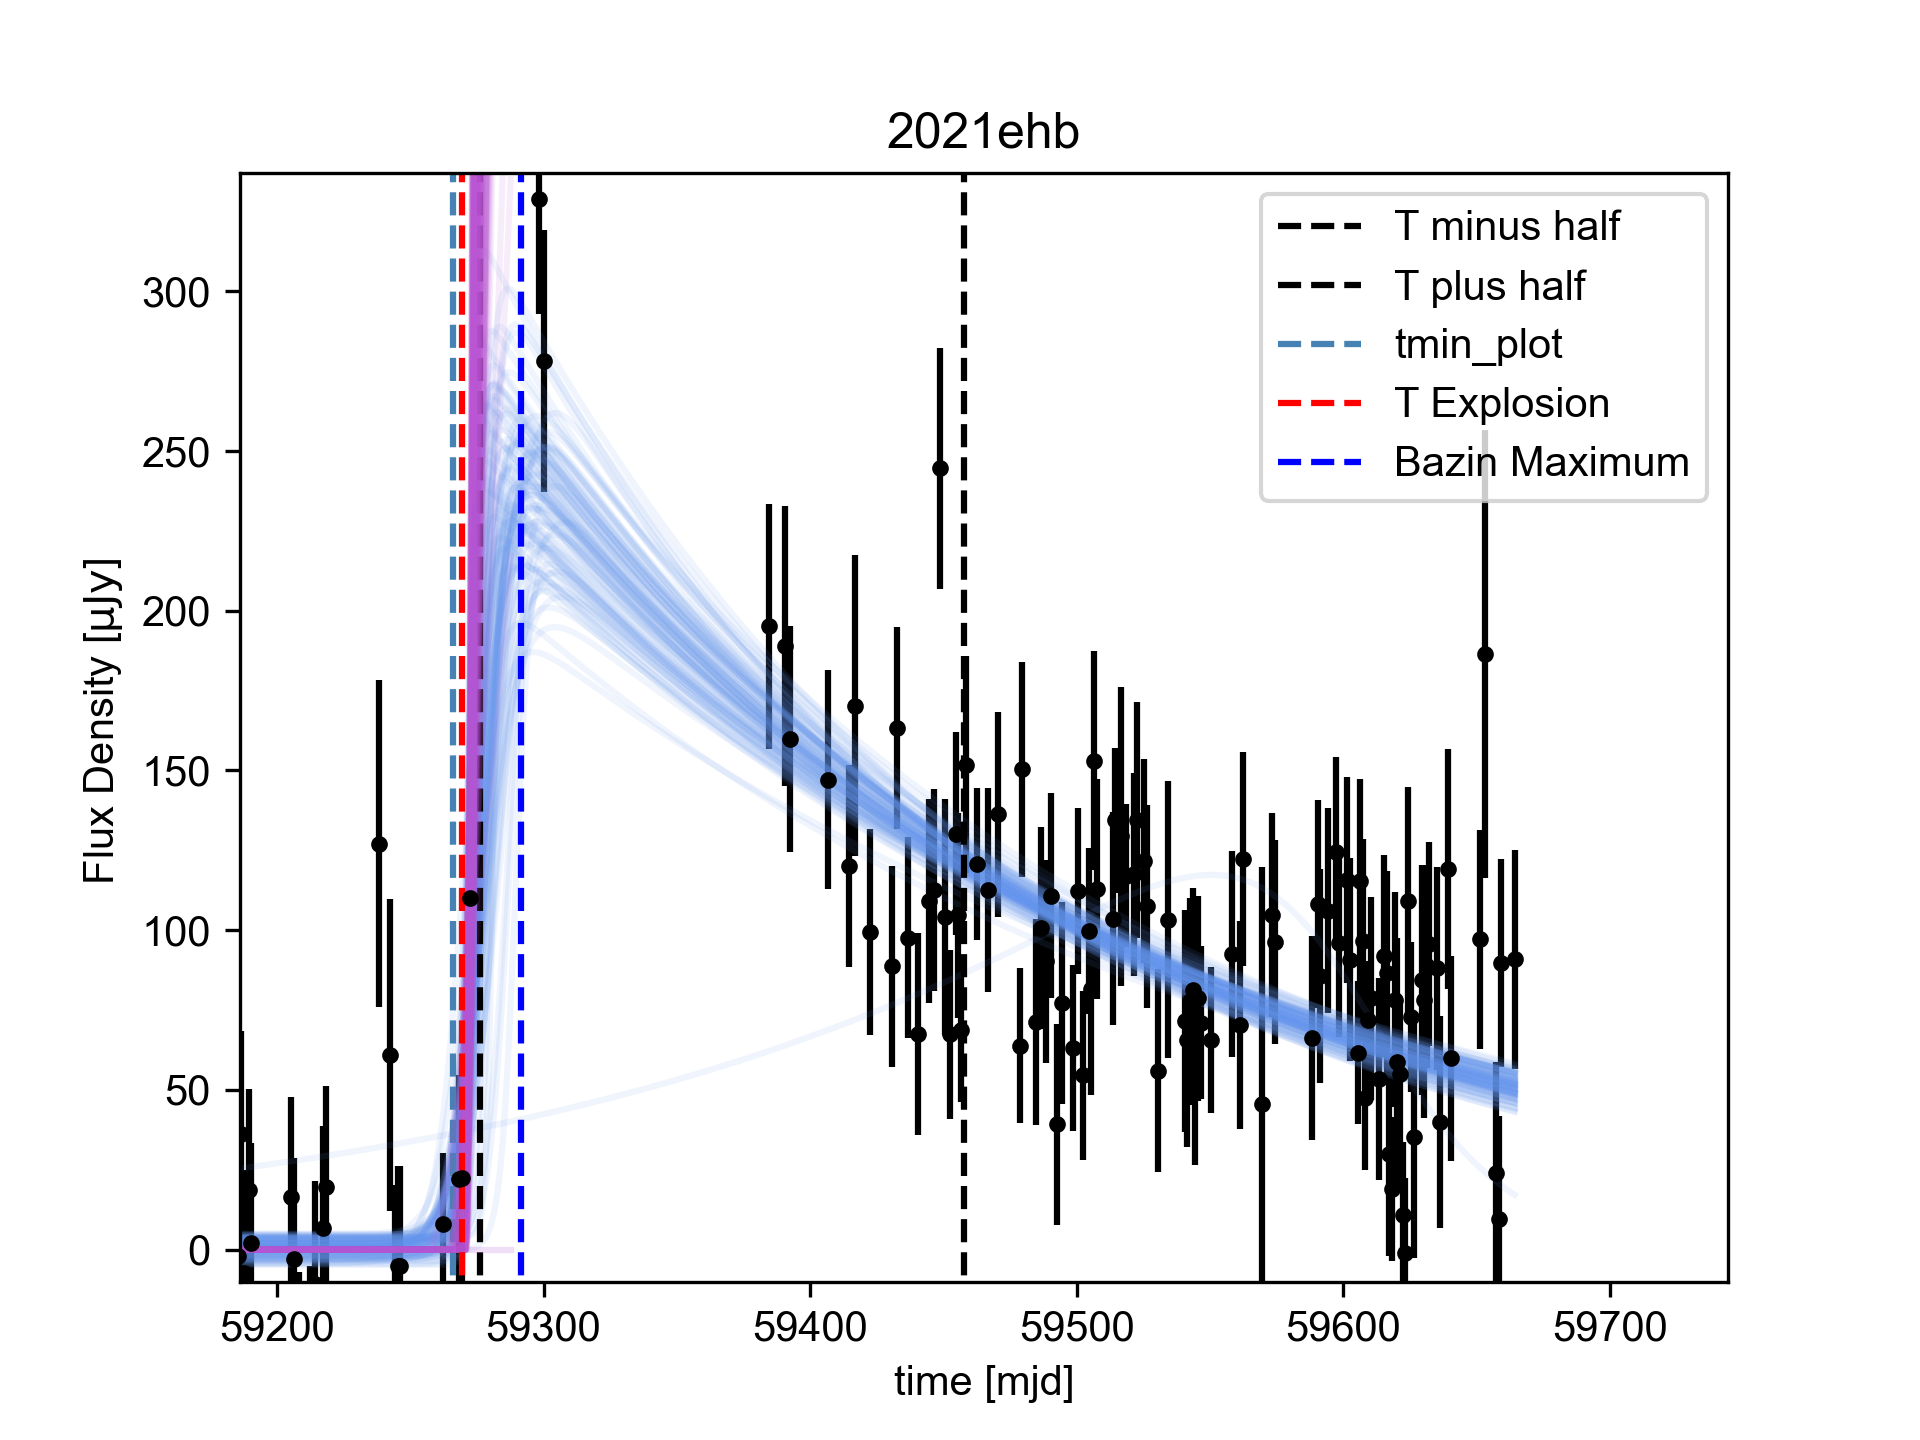 2021ehb
T minus half
T plus half
tmin_plot
T Explosion
Bazin Maximum
Flux Density [µJy]
300
250
200
150
100
50
0
59200 59300 59400 59500 59600 59700
time [mjd]